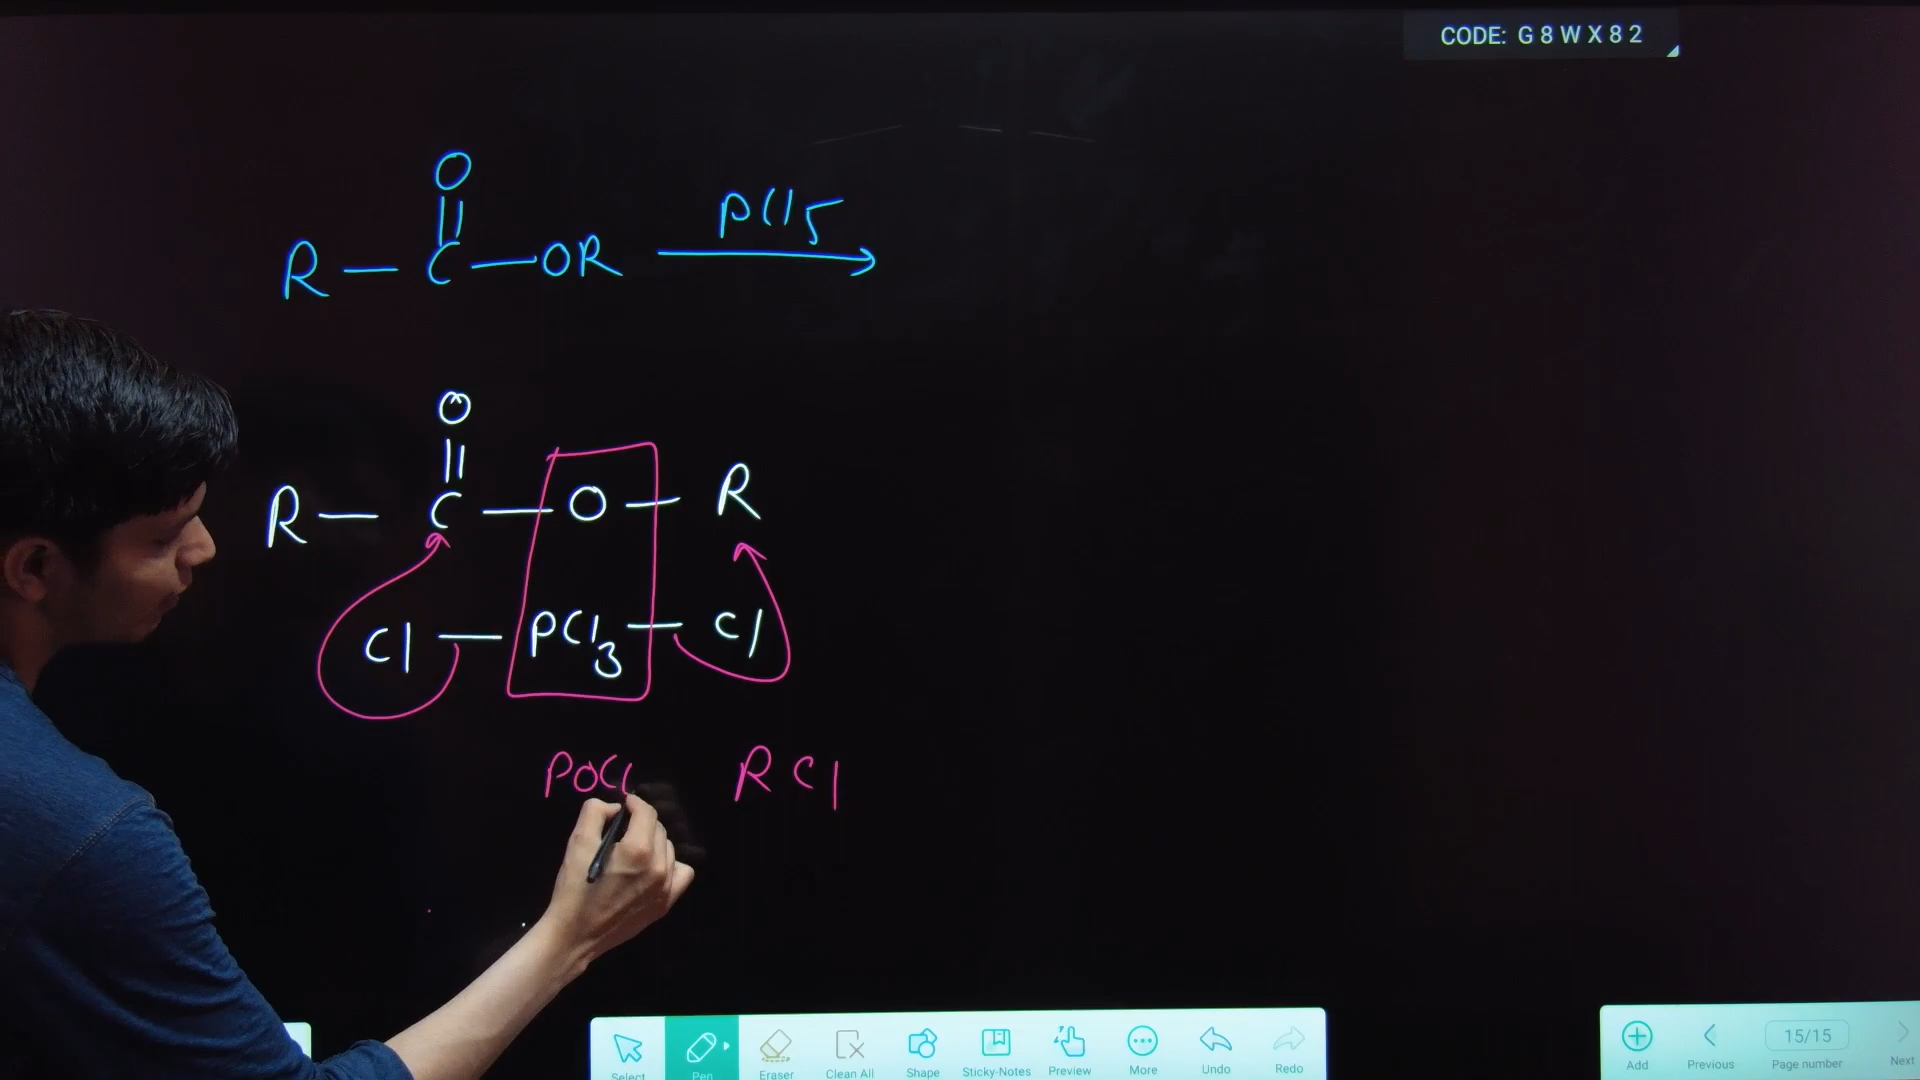 CODE: G8WX82
O
||
R — C — OR PCl5 →
O
||
R — C — O — R
Cl — PCl3 — Cl
POCl RCl
Select Pen Eraser Clean All Shape Sticky-Notes Preview More Undo Redo
Add Previous 15/15 Page number Next